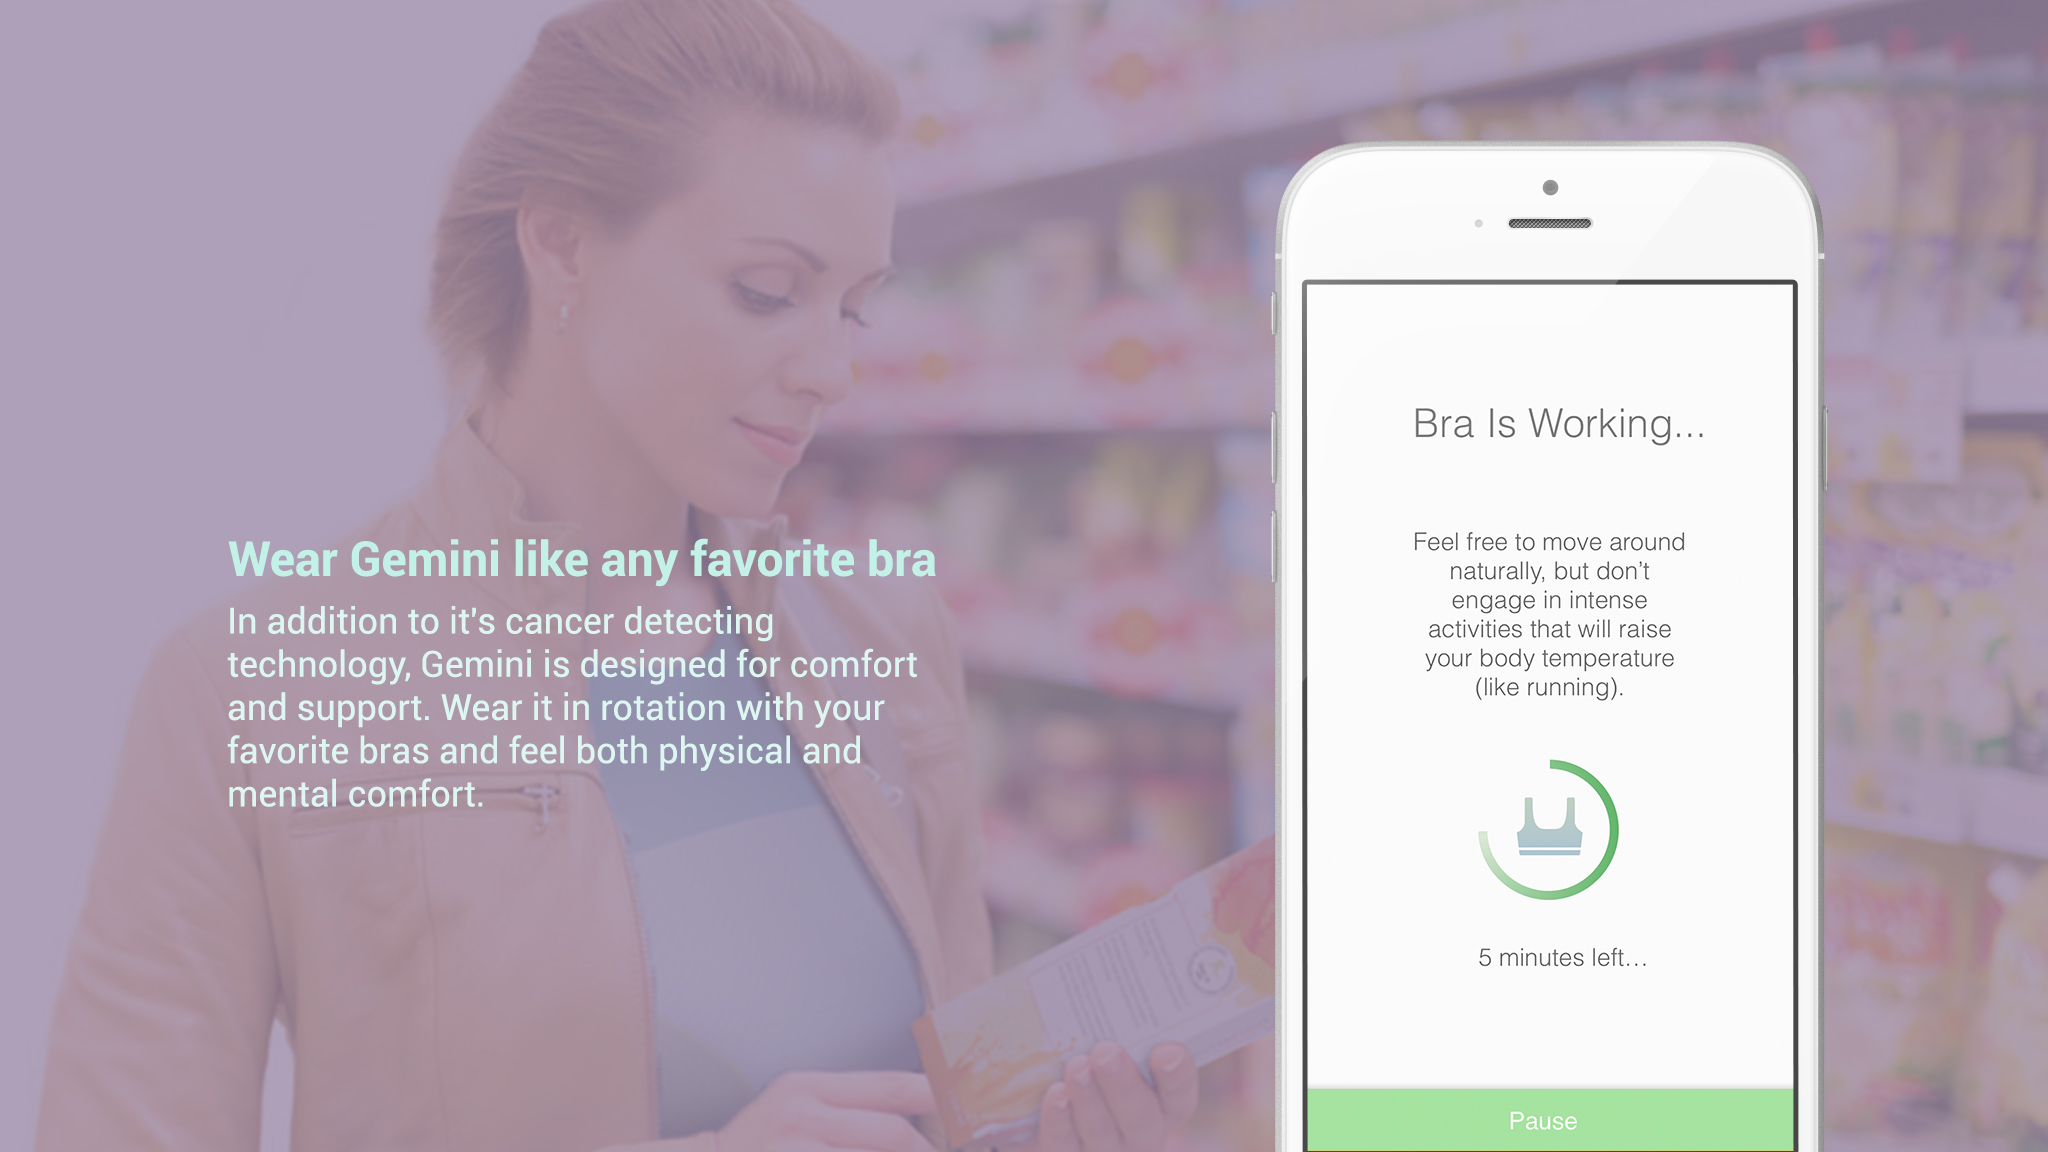 Wear Gemini like any favorite bra
In addition to it's cancer detecting
technology, Gemini is designed for comfort
and support. Wear it in rotation with your
favorite bras and feel both physical and
mental comfort.
Bra Is Working...
Feel free to move around
naturally, but don't
engage in intense
activities that will raise
your body temperature
(like running).
5 minutes left...
Pause